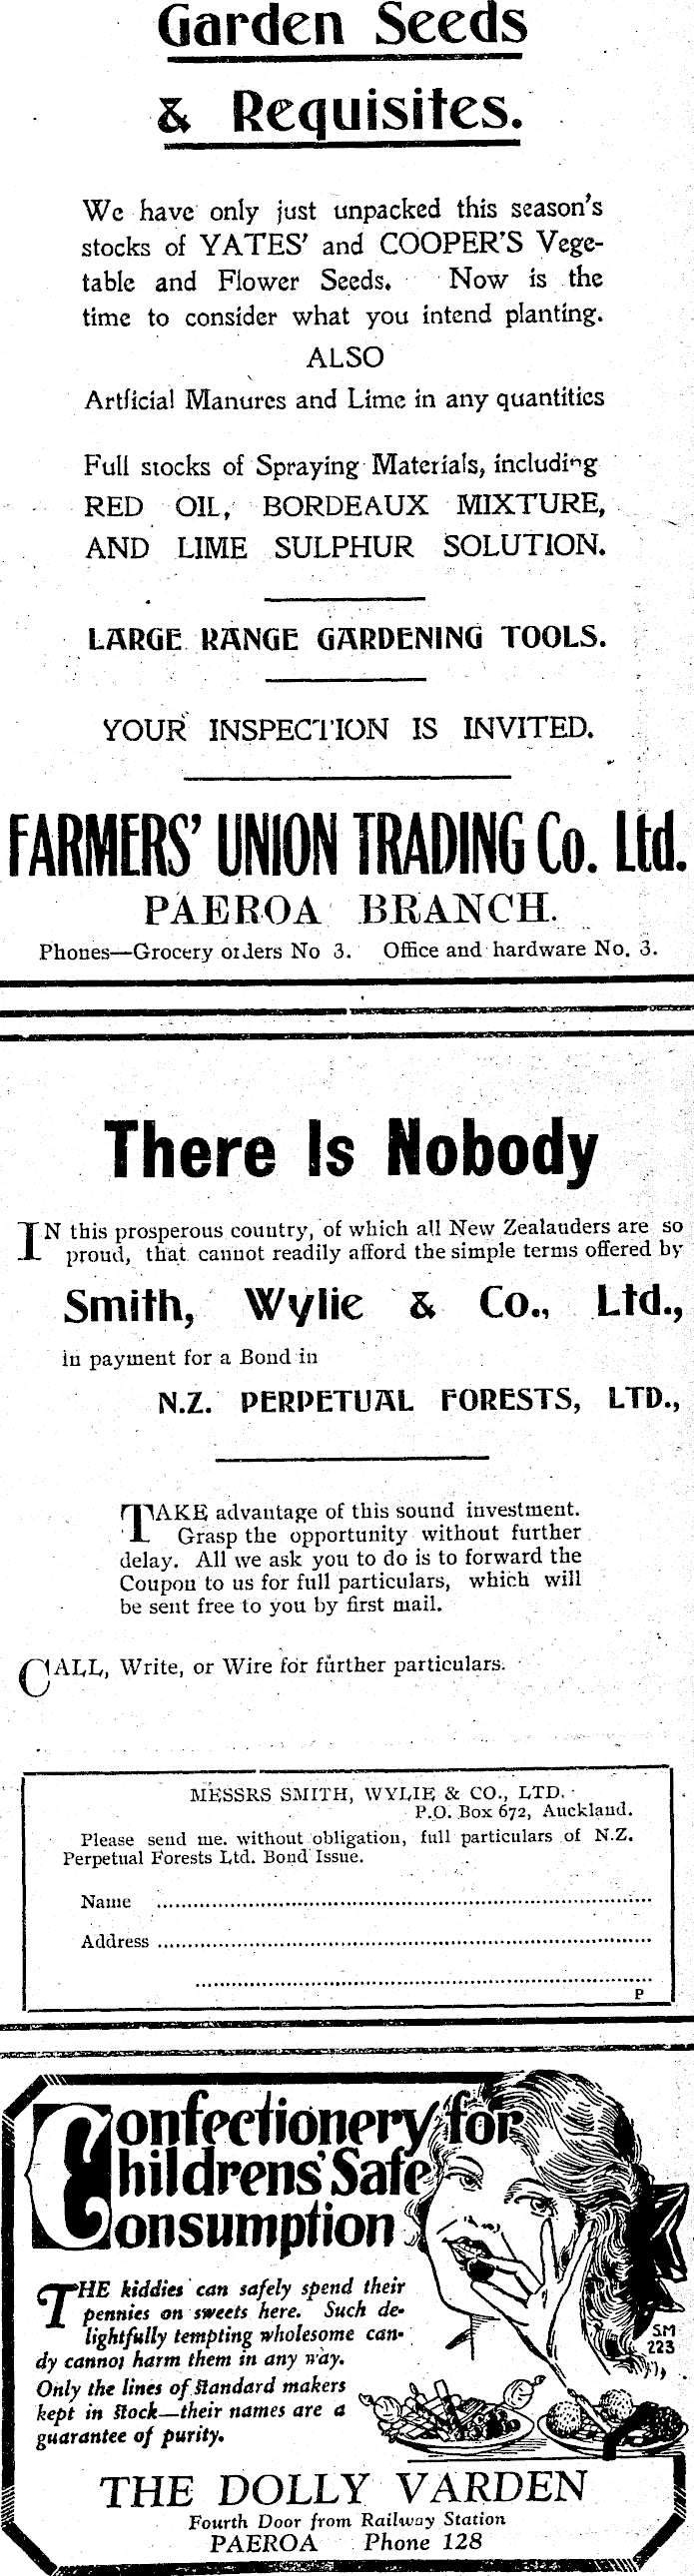 Garden Seeds
& Requisites.
We have only just unpacked this season's
stocks of YATES' and COOPER'S Vege-
table and Flower Seeds. Now is the
time to consider what you intend planting.
ALSO
Artficial Manures and Lime in any quantities
Full stocks of Spraying Materials, including
RED OIL, BORDEAUX MIXTURE,
AND LIME SULPHUR SOLUTION.
LARGE RANGE GARDENING TOOLS.
YOUR INSPECTION IS INVITED.
FARMERS' UNION TRADING Co. Ltd.
PAEROA BRANCH.
Phones—Grocery orders No 3. Office and hardware No. 3.
There Is Nobody
IN this prosperous country, of which all New Zealanders are so
proud, that cannot readily afford the simple terms offered by
Smith, Wylie & Co., Ltd.,
in payment for a Bond in
N.Z. PERPETUAL FORESTS, LTD.,
TAKE advantage of this sound investment.
Grasp the opportunity without further
delay. All we ask you to do is to forward the
Coupon to us for full particulars, which will
be sent free to you by first mail.
CALL, Write, or Wire for further particulars.
MESSRS SMITH, WYLIE & CO., LTD.
P.O. Box 672, Auckland.
Please send me. without obligation, full particulars of N.Z.
Perpetual Forests Ltd. Bond Issue.
Name
Address
P
Confectionery for
Childrens' Safe
Consumption
THE kiddies can safely spend their
pennies on sweets here. Such de-
lightfully tempting wholesome can-
dy cannot harm them in any way.
Only the lines of standard makers
kept in stock—their names are a
guarantee of purity.
S.M
223
THE DOLLY VARDEN
Fourth Door from Railway Station
PAEROA Phone 128